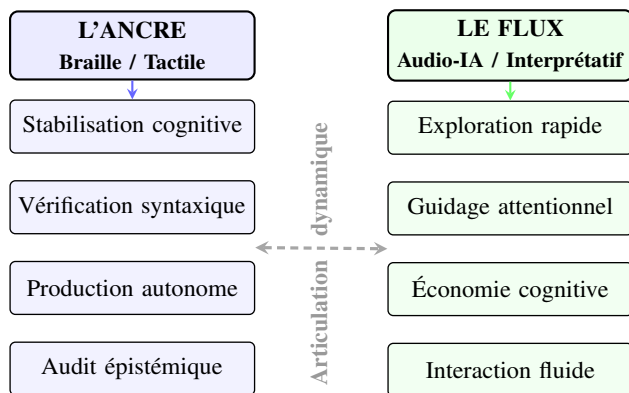 L'ANCRE
Braille / Tactile
Stabilisation cognitive
Vérification syntaxique
Production autonome
Audit épistémique
Articulation dynamique
LE FLUX
Audio-IA / Interprétatif
Exploration rapide
Guidage attentionnel
Économie cognitive
Interaction fluide